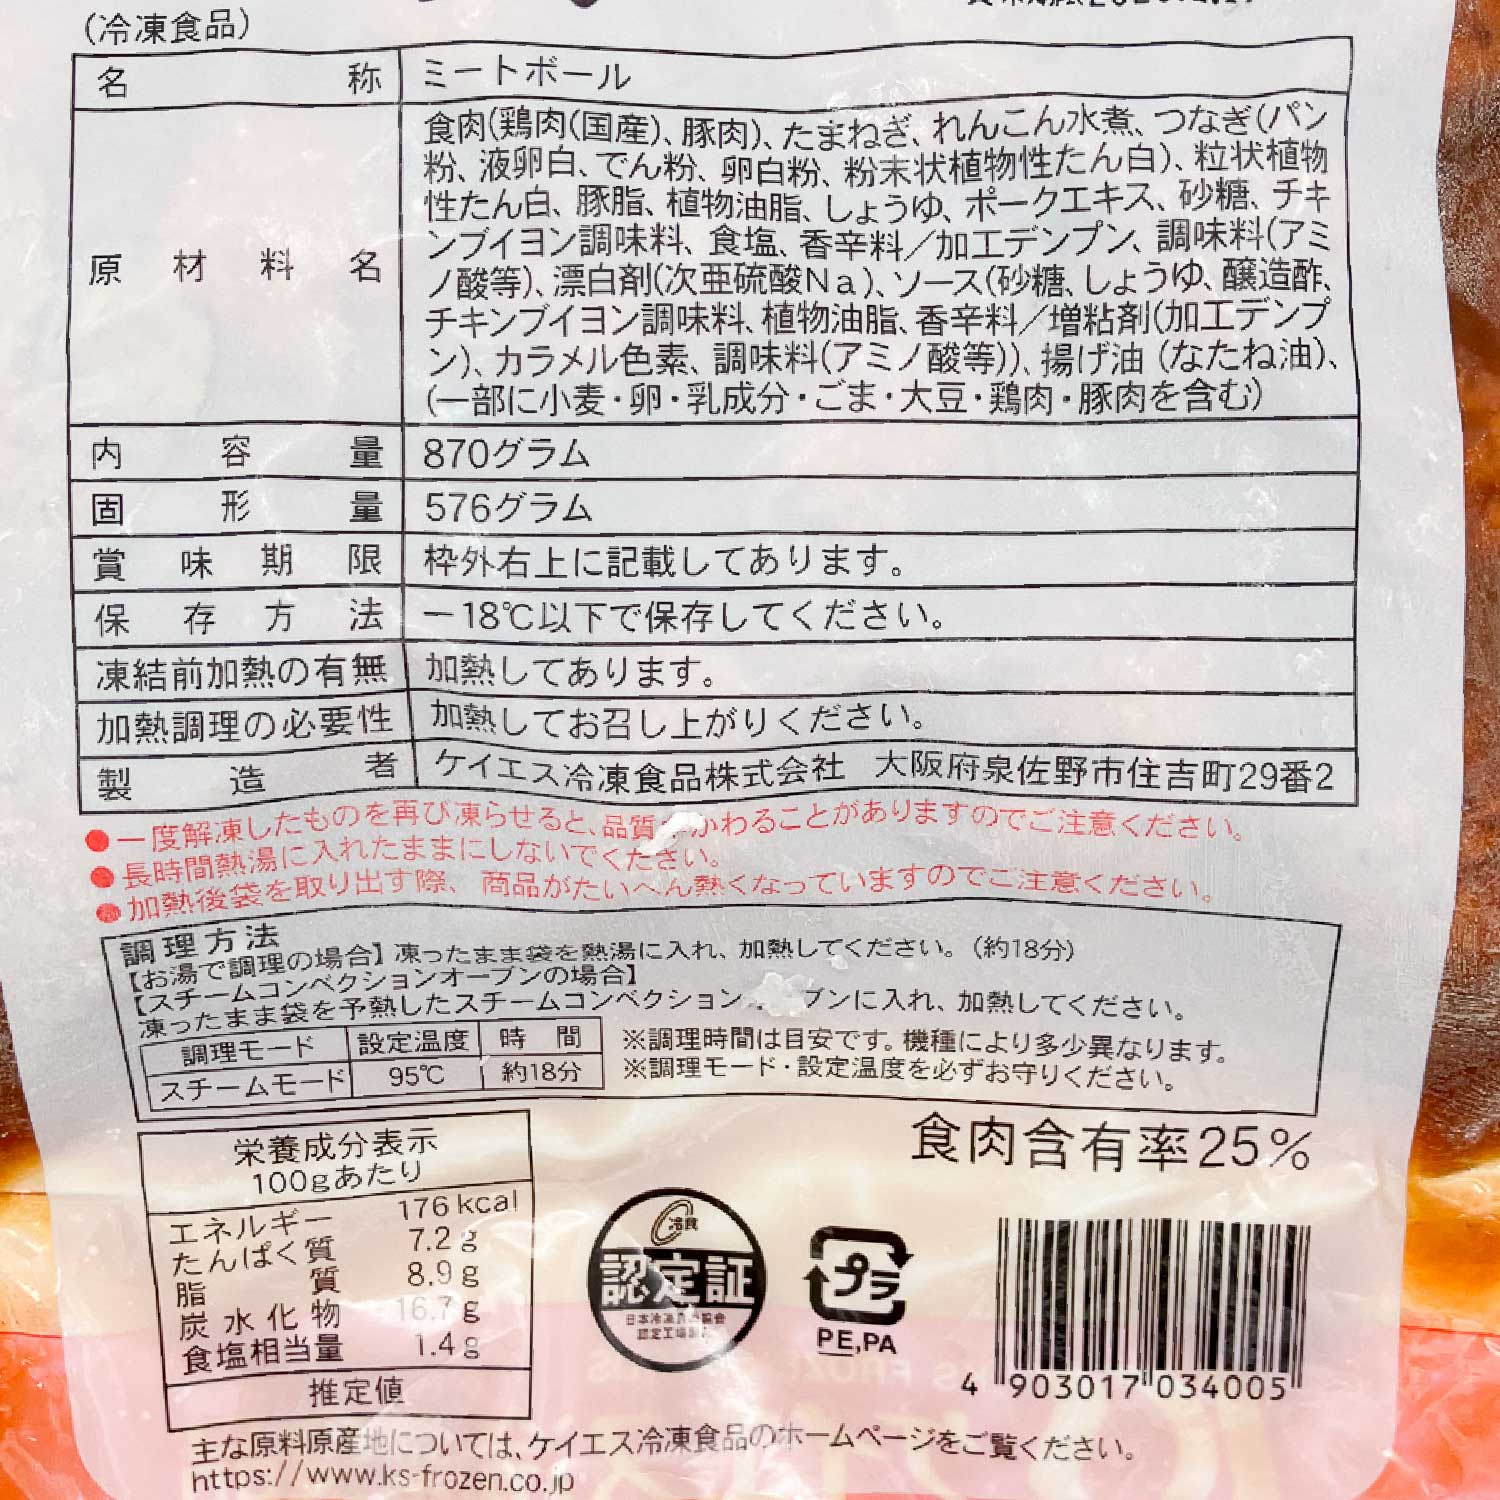 (冷凍食品)
名称 ミートボール
原材料名 食肉(鶏肉(国産)、豚肉)、たまねぎ、れんこん水煮、つなぎ(パン
粉、液卵白、でん粉、卵白粉、粉末状植物性たん白)、粒状植物
性たん白、豚脂、植物油脂、しょうゆ、ポークエキス、砂糖、チキ
ンブイヨン調味料、食塩、香辛料／加工デンプン、調味料(アミ
ノ酸等)、漂白剤(次亜硫酸Na)、ソース(砂糖、しょうゆ、醸造酢、
チキンブイヨン調味料、植物油脂、香辛料／増粘剤(加工デンプ
ン)、カラメル色素、調味料(アミノ酸等))、揚げ油(なたね油)、
(一部に小麦・卵・乳成分・ごま・大豆・鶏肉・豚肉を含む)
内容量 870グラム
固形量 576グラム
賞味期限 枠外右上に記載してあります。
保存方法 −18℃以下で保存してください。
凍結前加熱の有無 加熱してあります。
加熱調理の必要性 加熱してお召し上がりください。
製造者 ケイエス冷凍食品株式会社 大阪府泉佐野市住吉町29番2
●一度解凍したものを再び凍らせると、品質 かわることがありますのでご注意ください。
●長時間熱湯に入れたままにしないでください。
●加熱後袋を取り出す際、商品がたいへん熱くなっていますのでご注意ください。
調理方法
【お湯で調理の場合】凍ったまま袋を熱湯に入れ、加熱してください。(約18分)
【スチームコンベクションオーブンの場合】
凍ったまま袋を予熱したスチームコンベクション ブンに入れ、加熱してください。
調理モード 設定温度 時間
スチームモード 95℃ 約18分
※調理時間は目安です。機種により多少異なります。
※調理モード・設定温度を必ずお守りください。
食肉含有率25%
栄養成分表示
100gあたり
エネルギー 176kcal
たんぱく質 7.2g
脂質 8.9g
炭水化物 16.7g
食塩相当量 1.4g
推定値
冷食
認定証
プラ
PE,PA
4 903017 034005
主な原料原産地については、ケイエス冷凍食品のホームページをご覧ください。
https://www.ks-frozen.co.jp